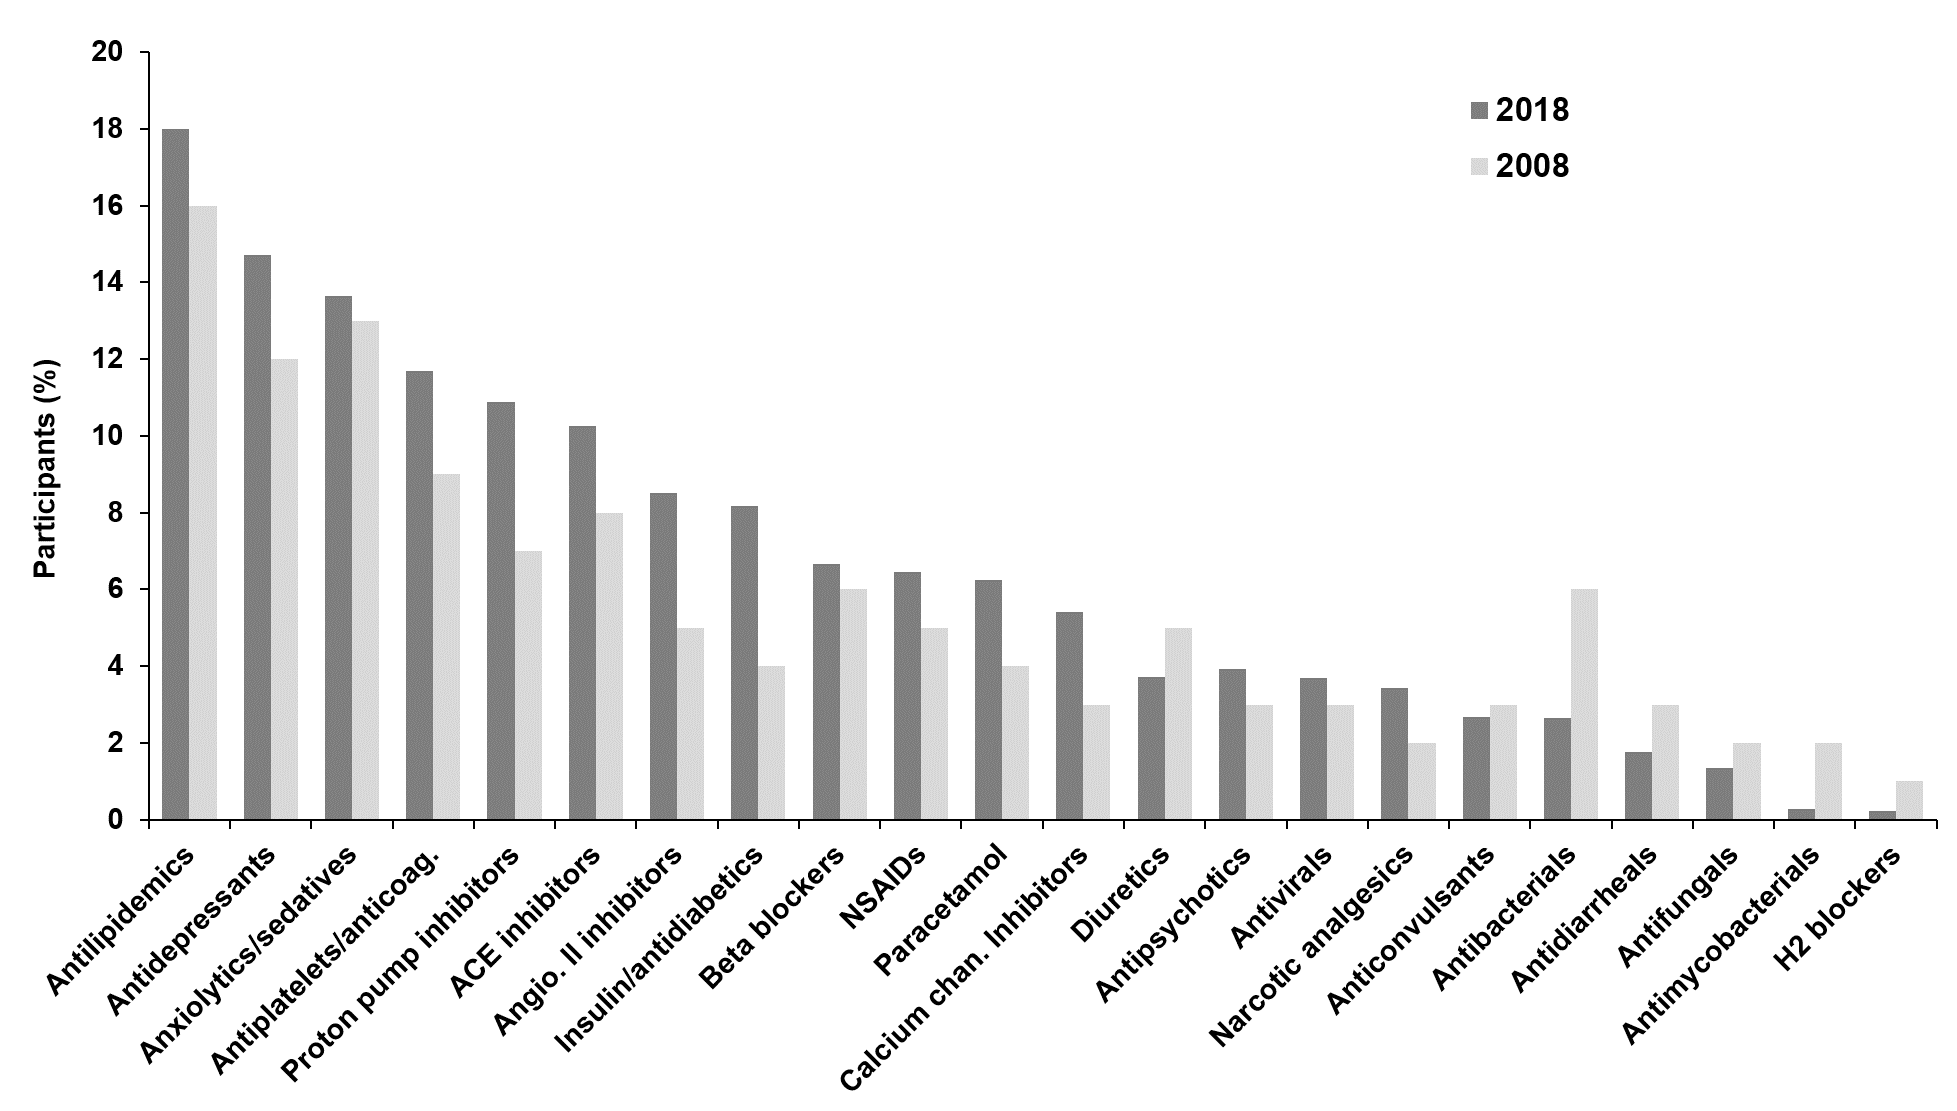 20
18
16
14
12
10
8
6
4
2
0
Participants (%)
2018
2008
Antilipidemics
Antidepressants
Anxiolytics/sedatives
Antiplatelets/anticoag.
Proton pump inhibitors
ACE inhibitors
Angio. II inhibitors
Insulin/antidiabetics
Beta blockers
NSAIDs
Paracetamol
Calcium chan. Inhibitors
Diuretics
Antipsychotics
Antivirals
Narcotic analgesics
Anticonvulsants
Antibacterials
Antidiarrheals
Antifungals
Antimycobacterials
H2 blockers